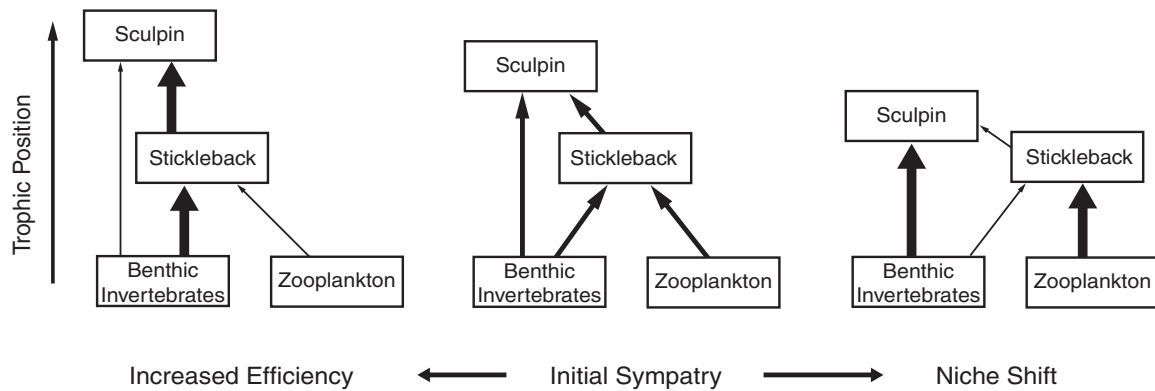 Trophic Position
Sculpin
Stickleback
Benthic
Invertebrates
Zooplankton
Sculpin
Stickleback
Benthic
Invertebrates
Zooplankton
Sculpin
Stickleback
Benthic
Invertebrates
Zooplankton
Increased Efficiency
Initial Sympatry
Niche Shift